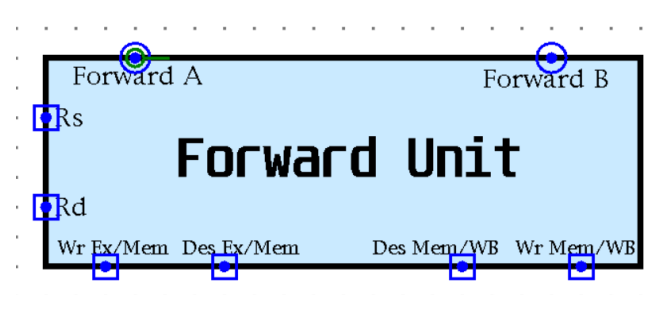 Forward A
Forward B
Rs
Forward Unit
Rd
Wr Ex/Mem Des Ex/Mem Des Mem/WB Wr Mem/WB